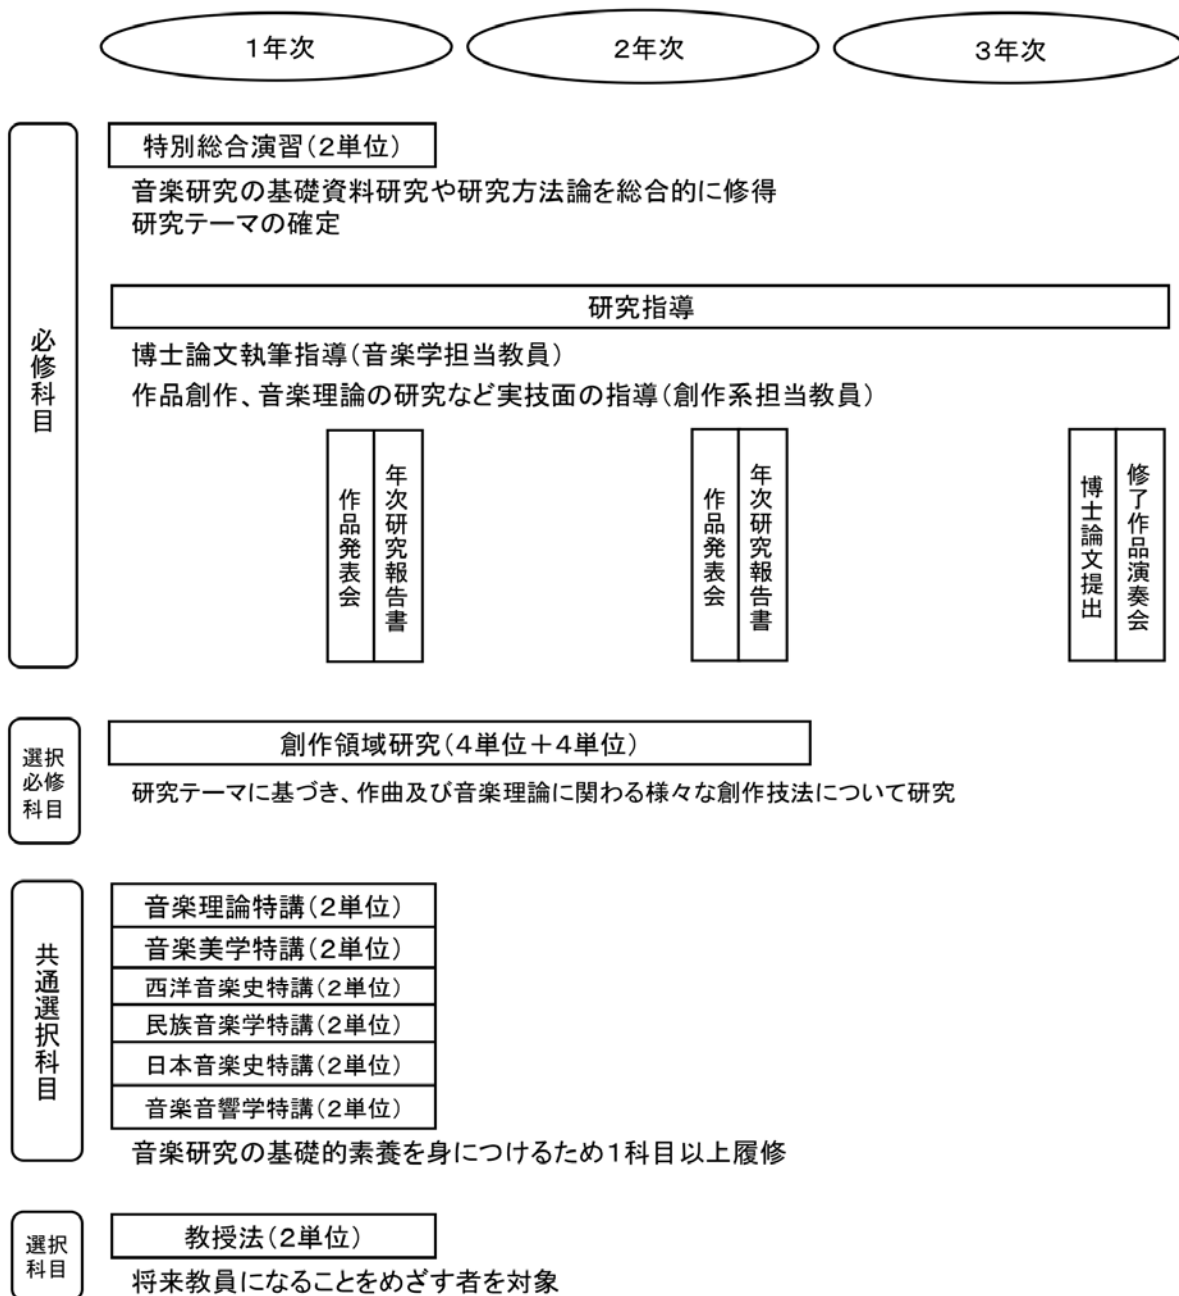 1年次
2年次
3年次
必修科目
特別総合演習(2単位)
音楽研究の基礎資料研究や研究方法論を総合的に修得
研究テーマの確定
研究指導
博士論文執筆指導(音楽学担当教員)
作品創作、音楽理論の研究など実技面の指導(創作系担当教員)
作品発表会
年次研究報告書
作品発表会
年次研究報告書
博士論文提出
修了作品演奏会
選択
必修
科目
創作領域研究(4単位+4単位)
研究テーマに基づき、作曲及び音楽理論に関わる様々な創作技法について研究
共通選択科目
音楽理論特講(2単位)
音楽美学特講(2単位)
西洋音楽史特講(2単位)
民族音楽学特講(2単位)
日本音楽史特講(2単位)
音楽音響学特講(2単位)
音楽研究の基礎的素養を身につけるため1科目以上履修
選択
科目
教授法(2単位)
将来教員になることをめざす者を対象